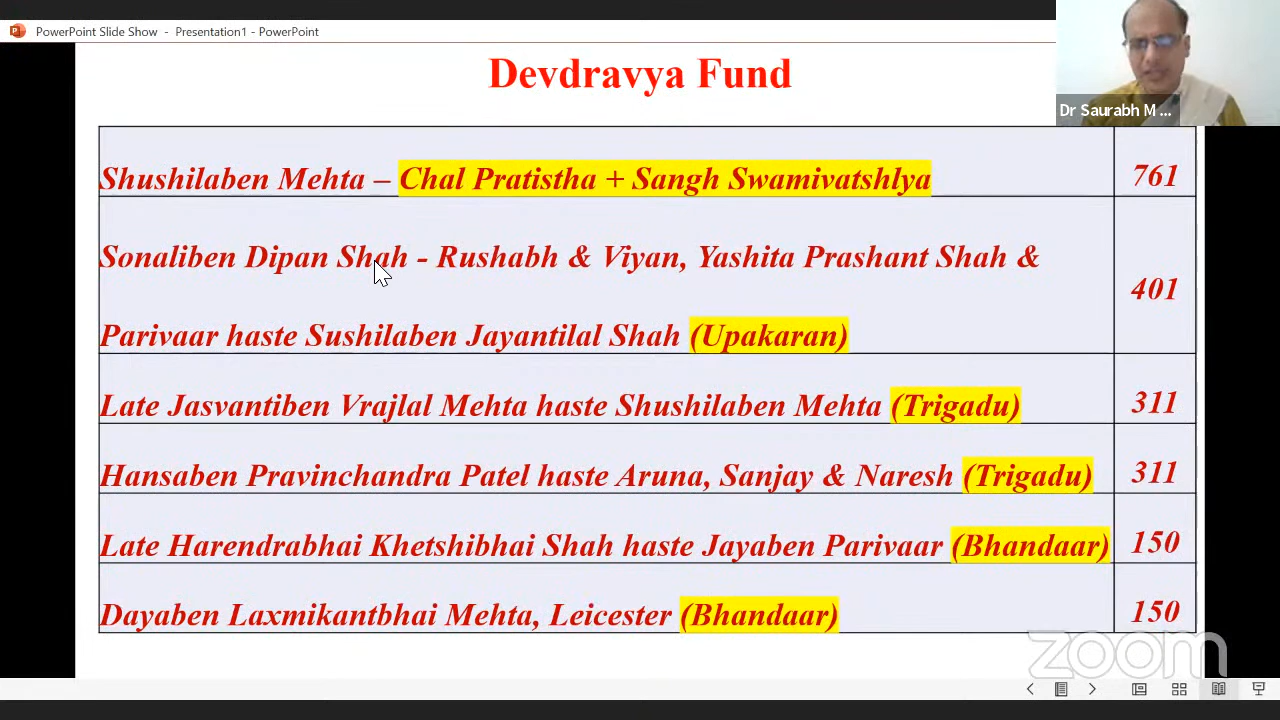 PowerPoint Slide Show - Presentation1 - PowerPoint
Devdravya Fund
Dr Saurabh M ...
Shushilaben Mehta – Chal Pratistha + Sangh Swamivatshlya 761
Sonaliben Dipan Shah - Rushabh & Viyan, Yashita Prashant Shah &
Parivaar haste Sushilaben Jayantilal Shah (Upakaran) 401
Late Jasvantiben Vrajlal Mehta haste Shushilaben Mehta (Trigadu) 311
Hansaben Pravinchandra Patel haste Aruna, Sanjay & Naresh (Trigadu) 311
Late Harendrabhai Khetshibhai Shah haste Jayaben Parivaar (Bhandaar) 150
Dayaben Laxmikantbhai Mehta, Leicester (Bhandaar) 150
zoom